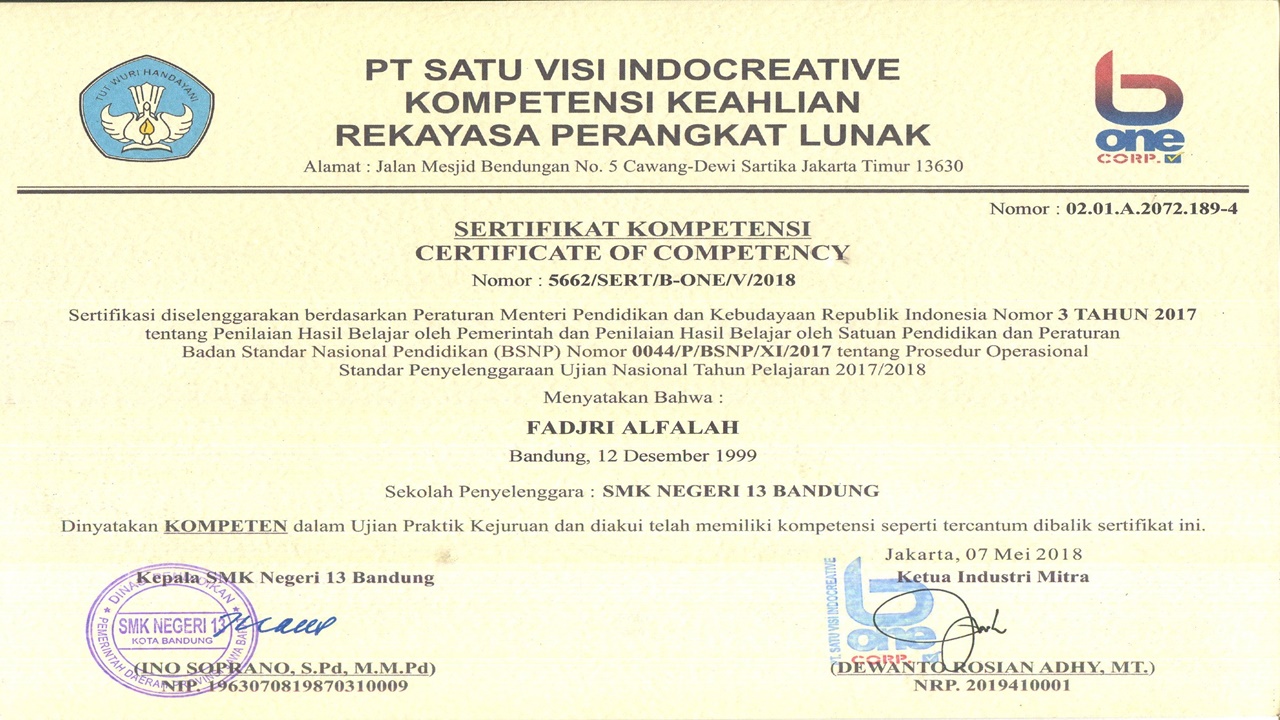 TUT WURI HANDAYANI
PT SATU VISI INDOCREATIVE
KOMPETENSI KEAHLIAN
REKAYASA PERANGKAT LUNAK
Alamat : Jalan Mesjid Bendungan No. 5 Cawang-Dewi Sartika Jakarta Timur 13630
b
one
CORP.
Nomor : 02.01.A.2072.189-4
SERTIFIKAT KOMPETENSI
CERTIFICATE OF COMPETENCY
Nomor : 5662/SERT/B-ONE/V/2018
Sertifikasi diselenggarakan berdasarkan Peraturan Menteri Pendidikan dan Kebudayaan Republik Indonesia Nomor 3 TAHUN 2017
tentang Penilaian Hasil Belajar oleh Pemerintah dan Penilaian Hasil Belajar oleh Satuan Pendidikan dan Peraturan
Badan Standar Nasional Pendidikan (BSNP) Nomor 0044/P/BSNP/XI/2017 tentang Prosedur Operasional
Standar Penyelenggaraan Ujian Nasional Tahun Pelajaran 2017/2018
Menyatakan Bahwa :
FADJRI ALFALAH
Bandung, 12 Desember 1999
Sekolah Penyelenggara : SMK NEGERI 13 BANDUNG
Dinyatakan KOMPETEN dalam Ujian Praktik Kejuruan dan diakui telah memiliki kompetensi seperti tercantum dibalik sertifikat ini.
Jakarta, 07 Mei 2018
Kepala SMK Negeri 13 Bandung
Ketua Industri Mitra
SMK NEGERI 13
KOTA BANDUNG
PEMERINTAH DAERAH PROVINSI
PT. SATU VISI INDOCREATIVE
b
one
CORP.
(INO SOPRANO, S.Pd, M.M.Pd)
NIP. 1963070819870310009
(DEWANTO ROSIAN ADHY, MT.)
NRP. 2019410001